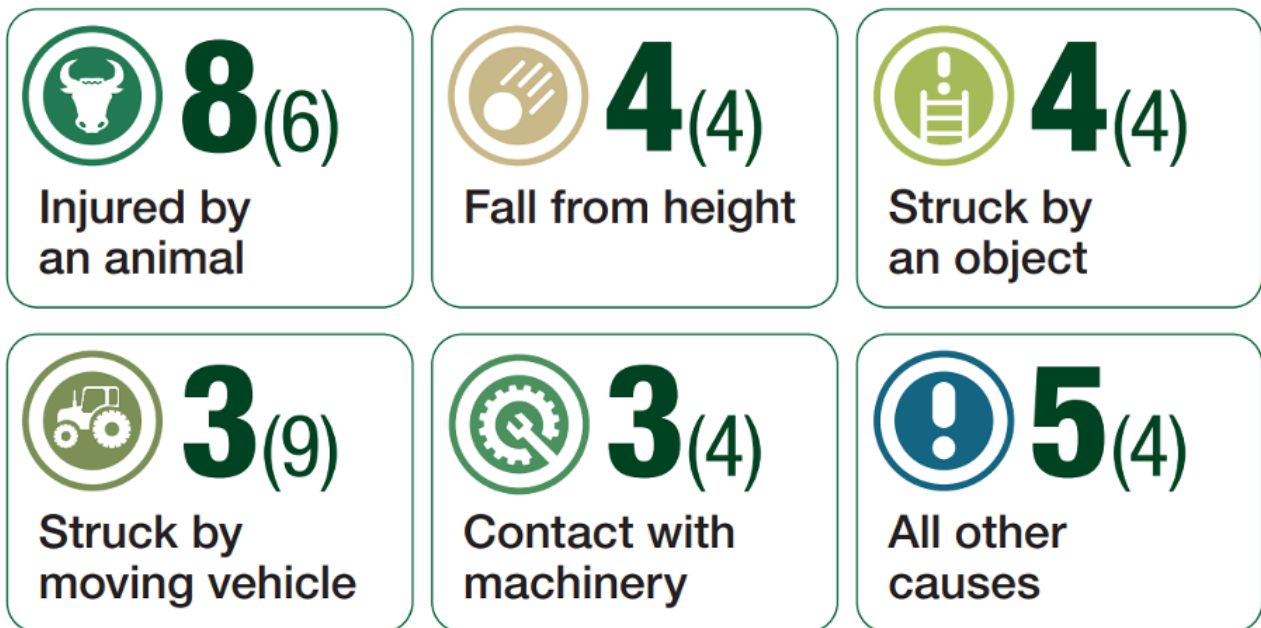 8(6)
Injured by
an animal
4(4)
Fall from height
4(4)
Struck by
an object
3(9)
Struck by
moving vehicle
3(4)
Contact with
machinery
5(4)
All other
causes